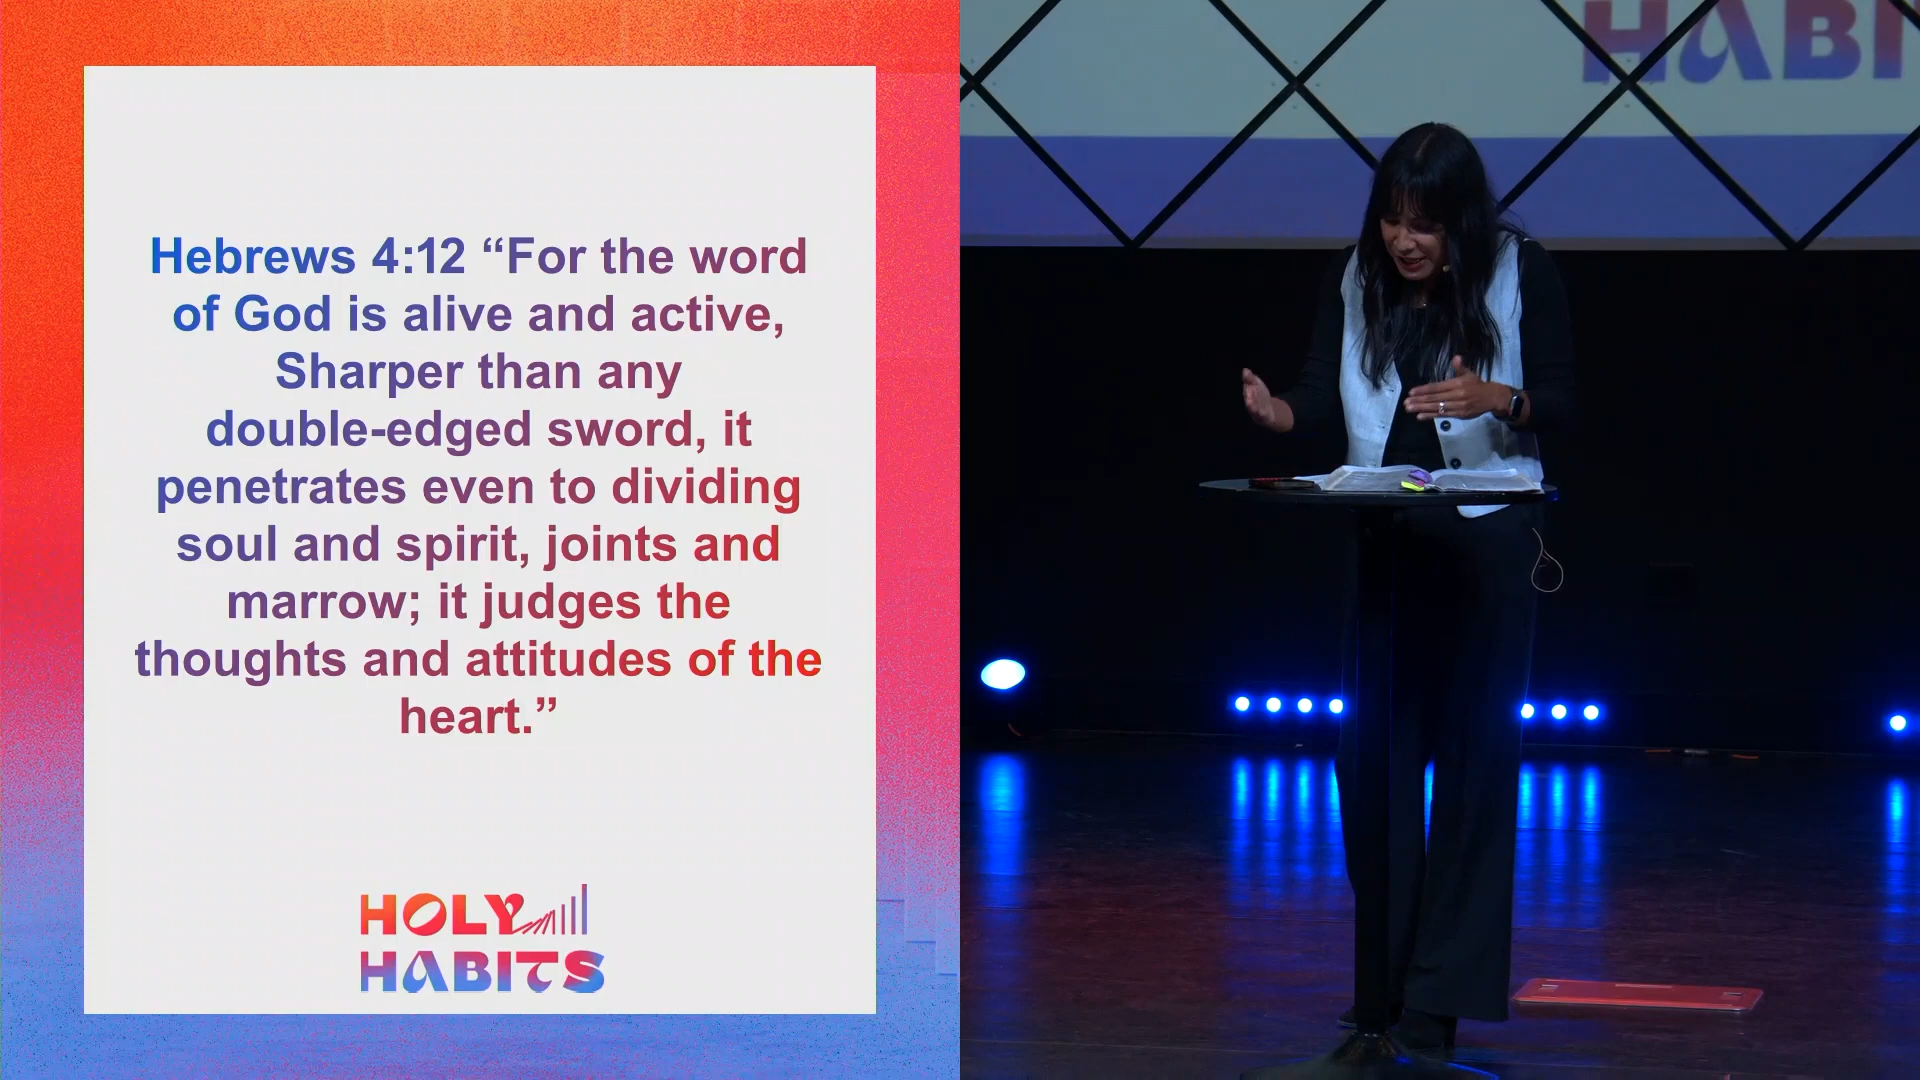 Hebrews 4:12 “For the word
of God is alive and active,
Sharper than any
double-edged sword, it
penetrates even to dividing
soul and spirit, joints and
marrow; it judges the
thoughts and attitudes of the
heart.”
HOLY
HABITS
HABI